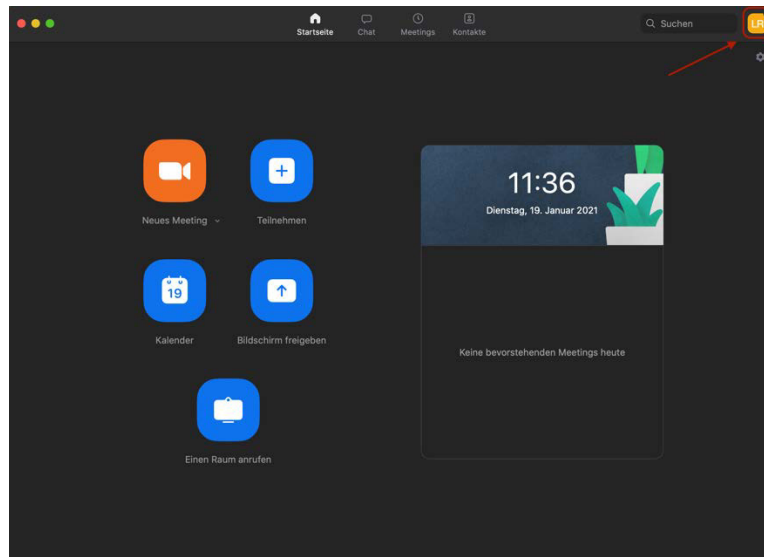 Startseite
Chat
Meetings
Kontakte
Suchen
LR
Neues Meeting
Teilnehmen
11:36
Dienstag, 19. Januar 2021
19
Kalender
Bildschirm freigeben
Keine bevorstehenden Meetings heute
Einen Raum anrufen